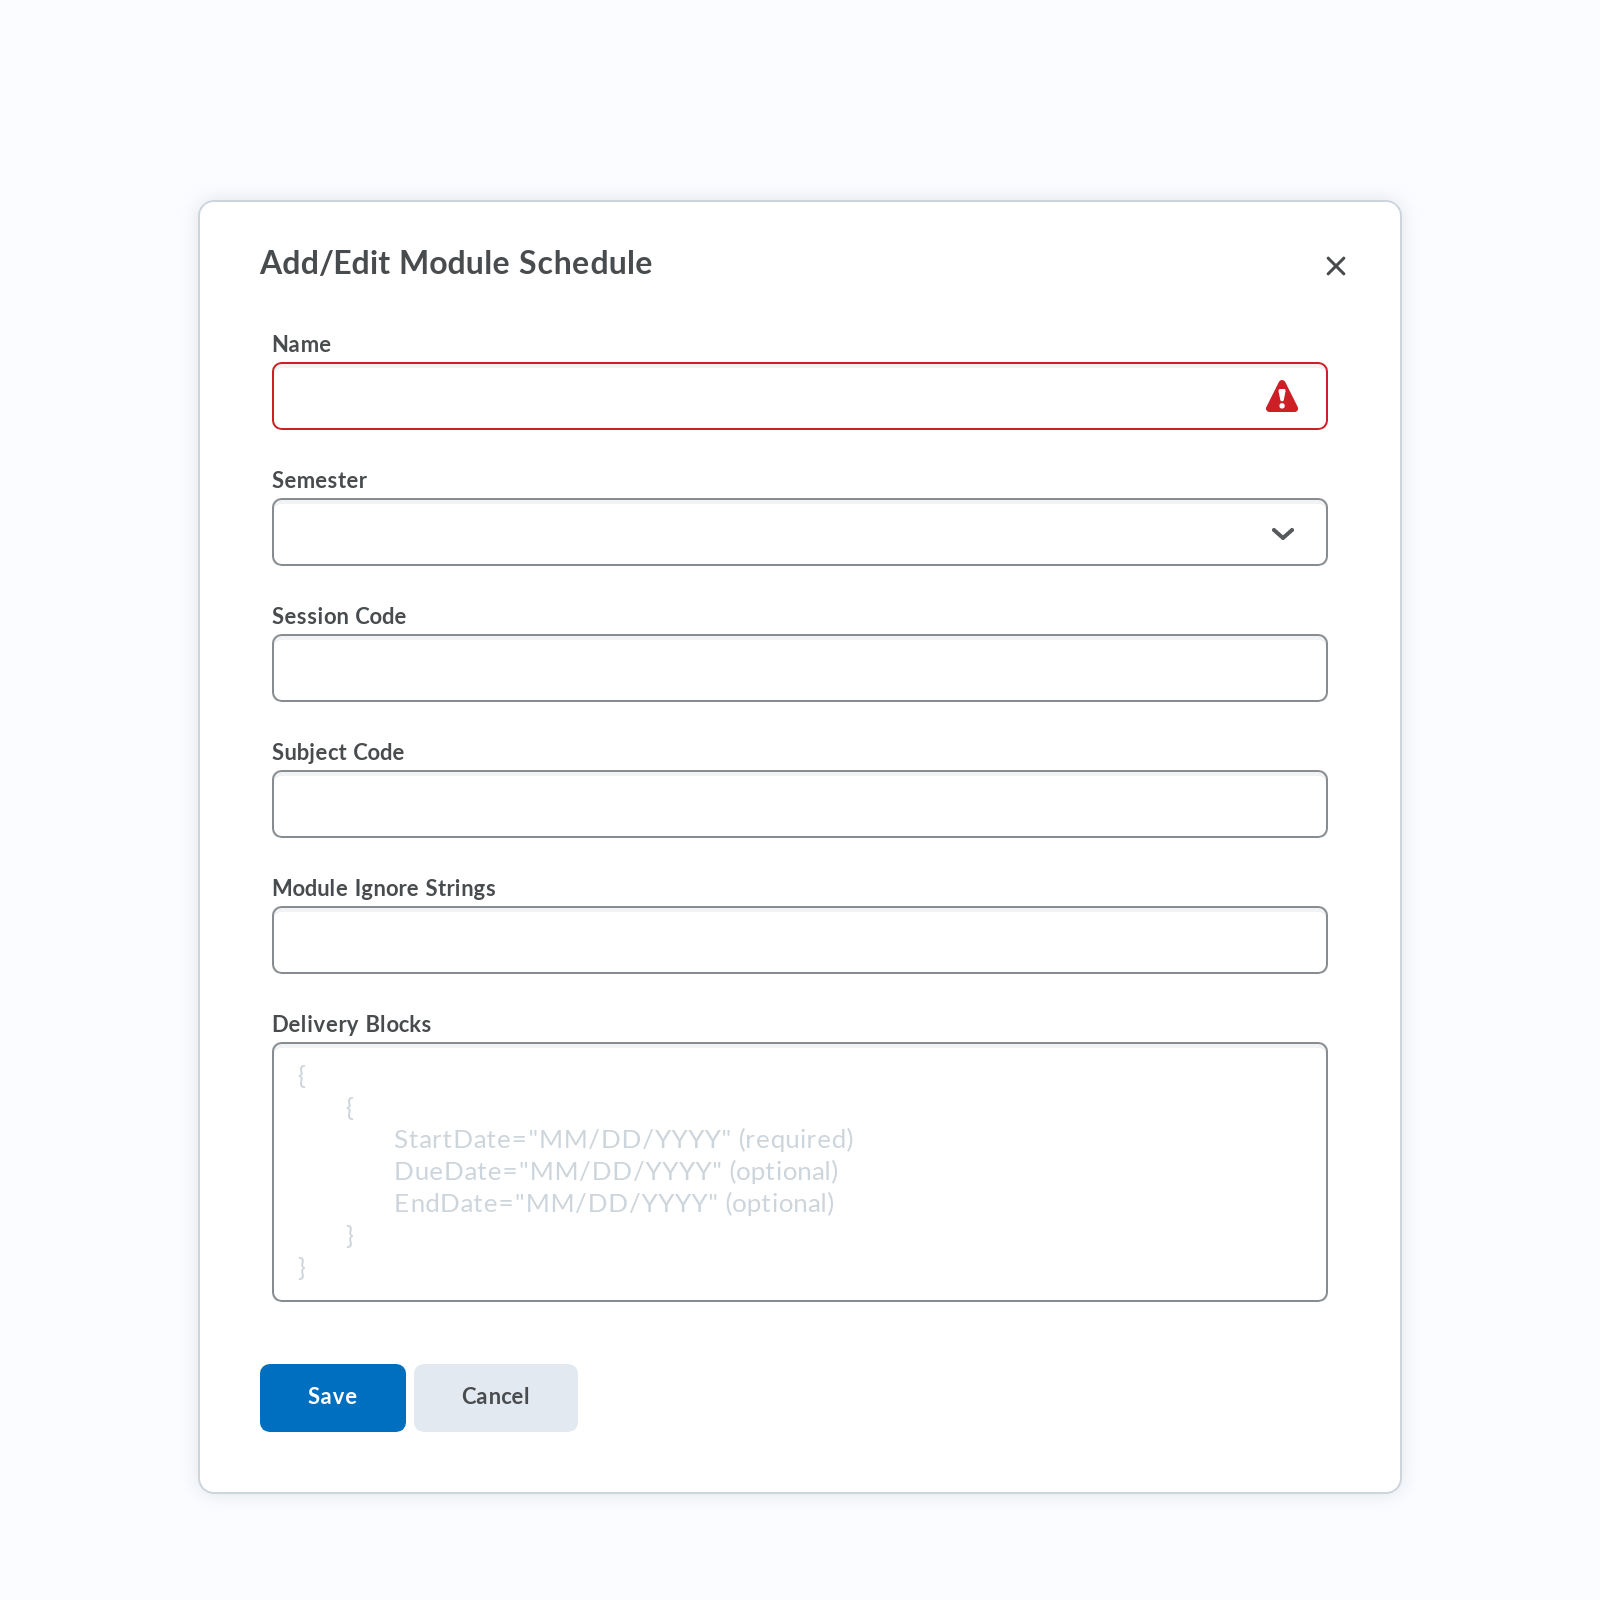 Add/Edit Module Schedule
Name
Semester
Session Code
Subject Code
Module Ignore Strings
Delivery Blocks
{
{
StartDate="MM/DD/YYYY" (required)
DueDate="MM/DD/YYYY" (optional)
EndDate="MM/DD/YYYY" (optional)
}
}
Save Cancel